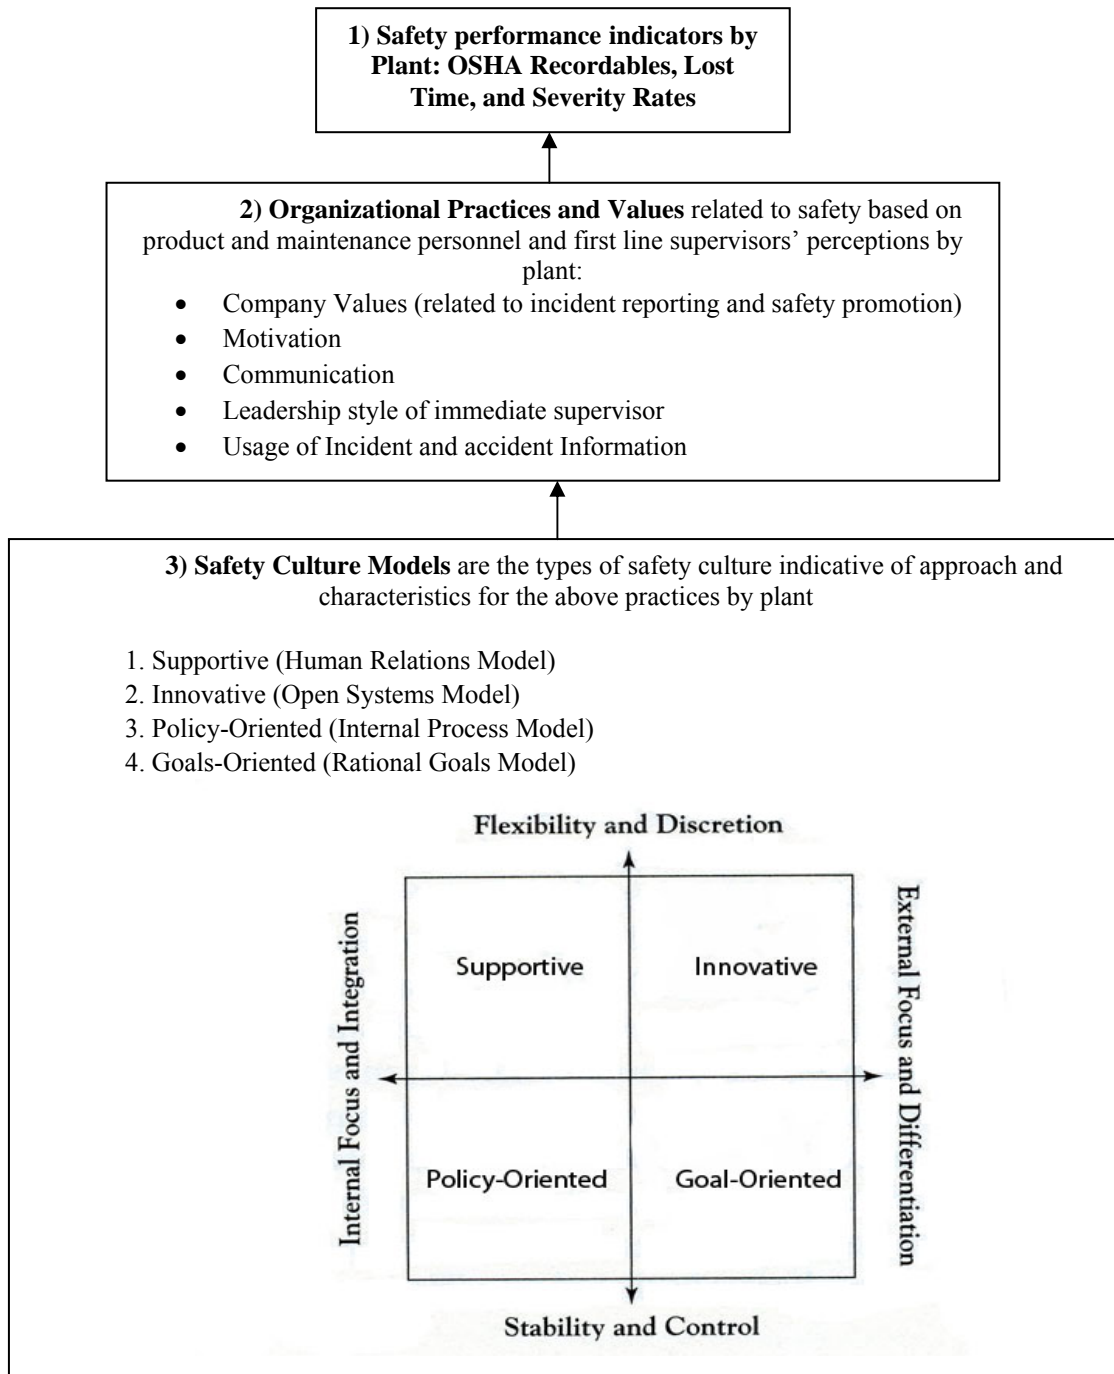 1) Safety performance indicators by
Plant: OSHA Recordables, Lost
Time, and Severity Rates
2) Organizational Practices and Values related to safety based on
product and maintenance personnel and first line supervisors’ perceptions by
plant:
• Company Values (related to incident reporting and safety promotion)
• Motivation
• Communication
• Leadership style of immediate supervisor
• Usage of Incident and accident Information
3) Safety Culture Models are the types of safety culture indicative of approach and
characteristics for the above practices by plant
1. Supportive (Human Relations Model)
2. Innovative (Open Systems Model)
3. Policy-Oriented (Internal Process Model)
4. Goals-Oriented (Rational Goals Model)
Flexibility and Discretion
Internal Focus and Integration
Supportive
Innovative
External Focus and Differentiation
Policy-Oriented
Goal-Oriented
Stability and Control